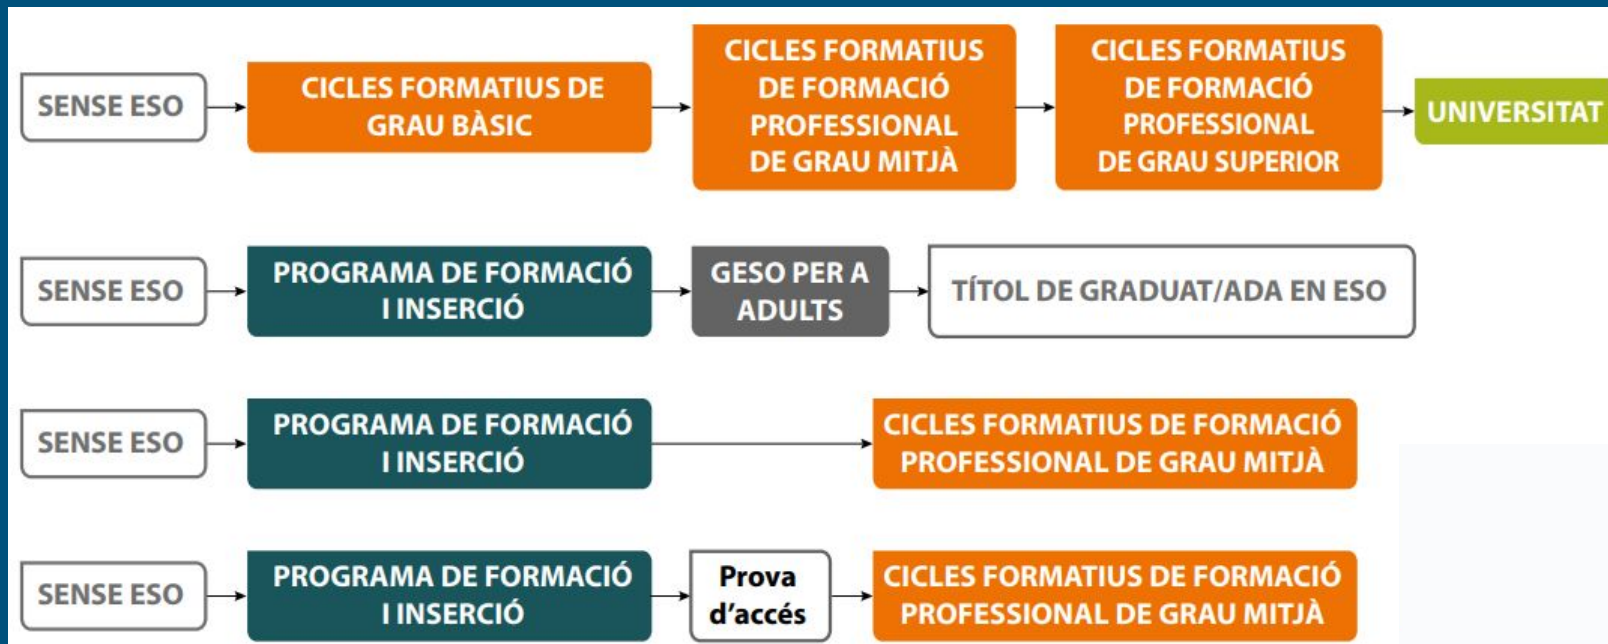 SENSE ESO
CICLES FORMATIUS DE
GRAU BÀSIC
CICLES FORMATIUS
DE FORMACIÓ
PROFESSIONAL
DE GRAU MITJÀ
CICLES FORMATIUS
DE FORMACIÓ
PROFESSIONAL
DE GRAU SUPERIOR
UNIVERSITAT
SENSE ESO
PROGRAMA DE FORMACIÓ
I INSERCIÓ
GESO PER A
ADULTS
TÍTOL DE GRADUAT/ADA EN ESO
SENSE ESO
PROGRAMA DE FORMACIÓ
I INSERCIÓ
CICLES FORMATIUS DE FORMACIÓ
PROFESSIONAL DE GRAU MITJÀ
SENSE ESO
PROGRAMA DE FORMACIÓ
I INSERCIÓ
Prova
d'accés
CICLES FORMATIUS DE FORMACIÓ
PROFESSIONAL DE GRAU MITJÀ